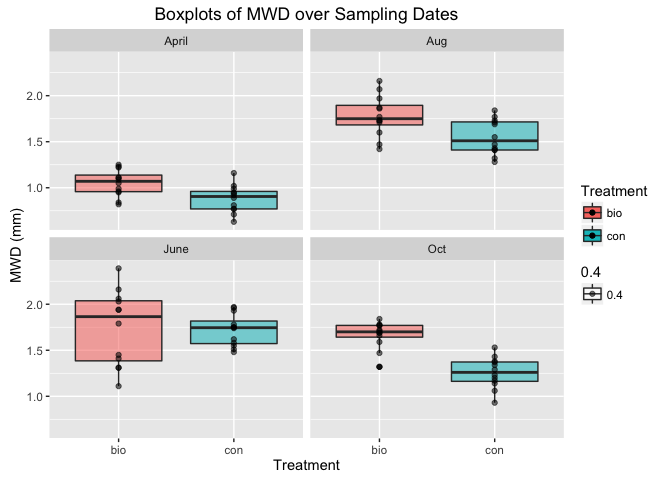 Boxplots of MWD over Sampling Dates
April
Aug
2.0
1.5
1.0
June
Oct
2.0
1.5
1.0
MWD (mm)
bio
con
bio
con
Treatment
Treatment
bio
con
0.4
0.4